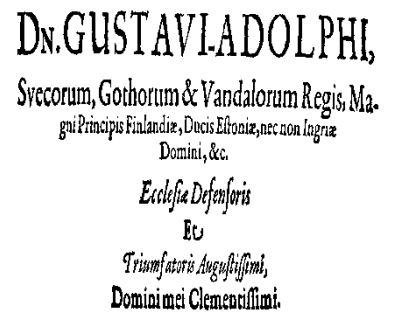 DN. GUSTAVI-ADOLPHI,
Svecorum, Gothorum & Vandalorum Regis, Ma-
gni Principis Finlandiæ, Ducis Eſtoniæ, nec non Ingriæ
Domini, &c.
Eccleſiæ Defenſoris
Et
Triumfatoris Auguſtiſſimi,
Domini mei Clementiſſimi.